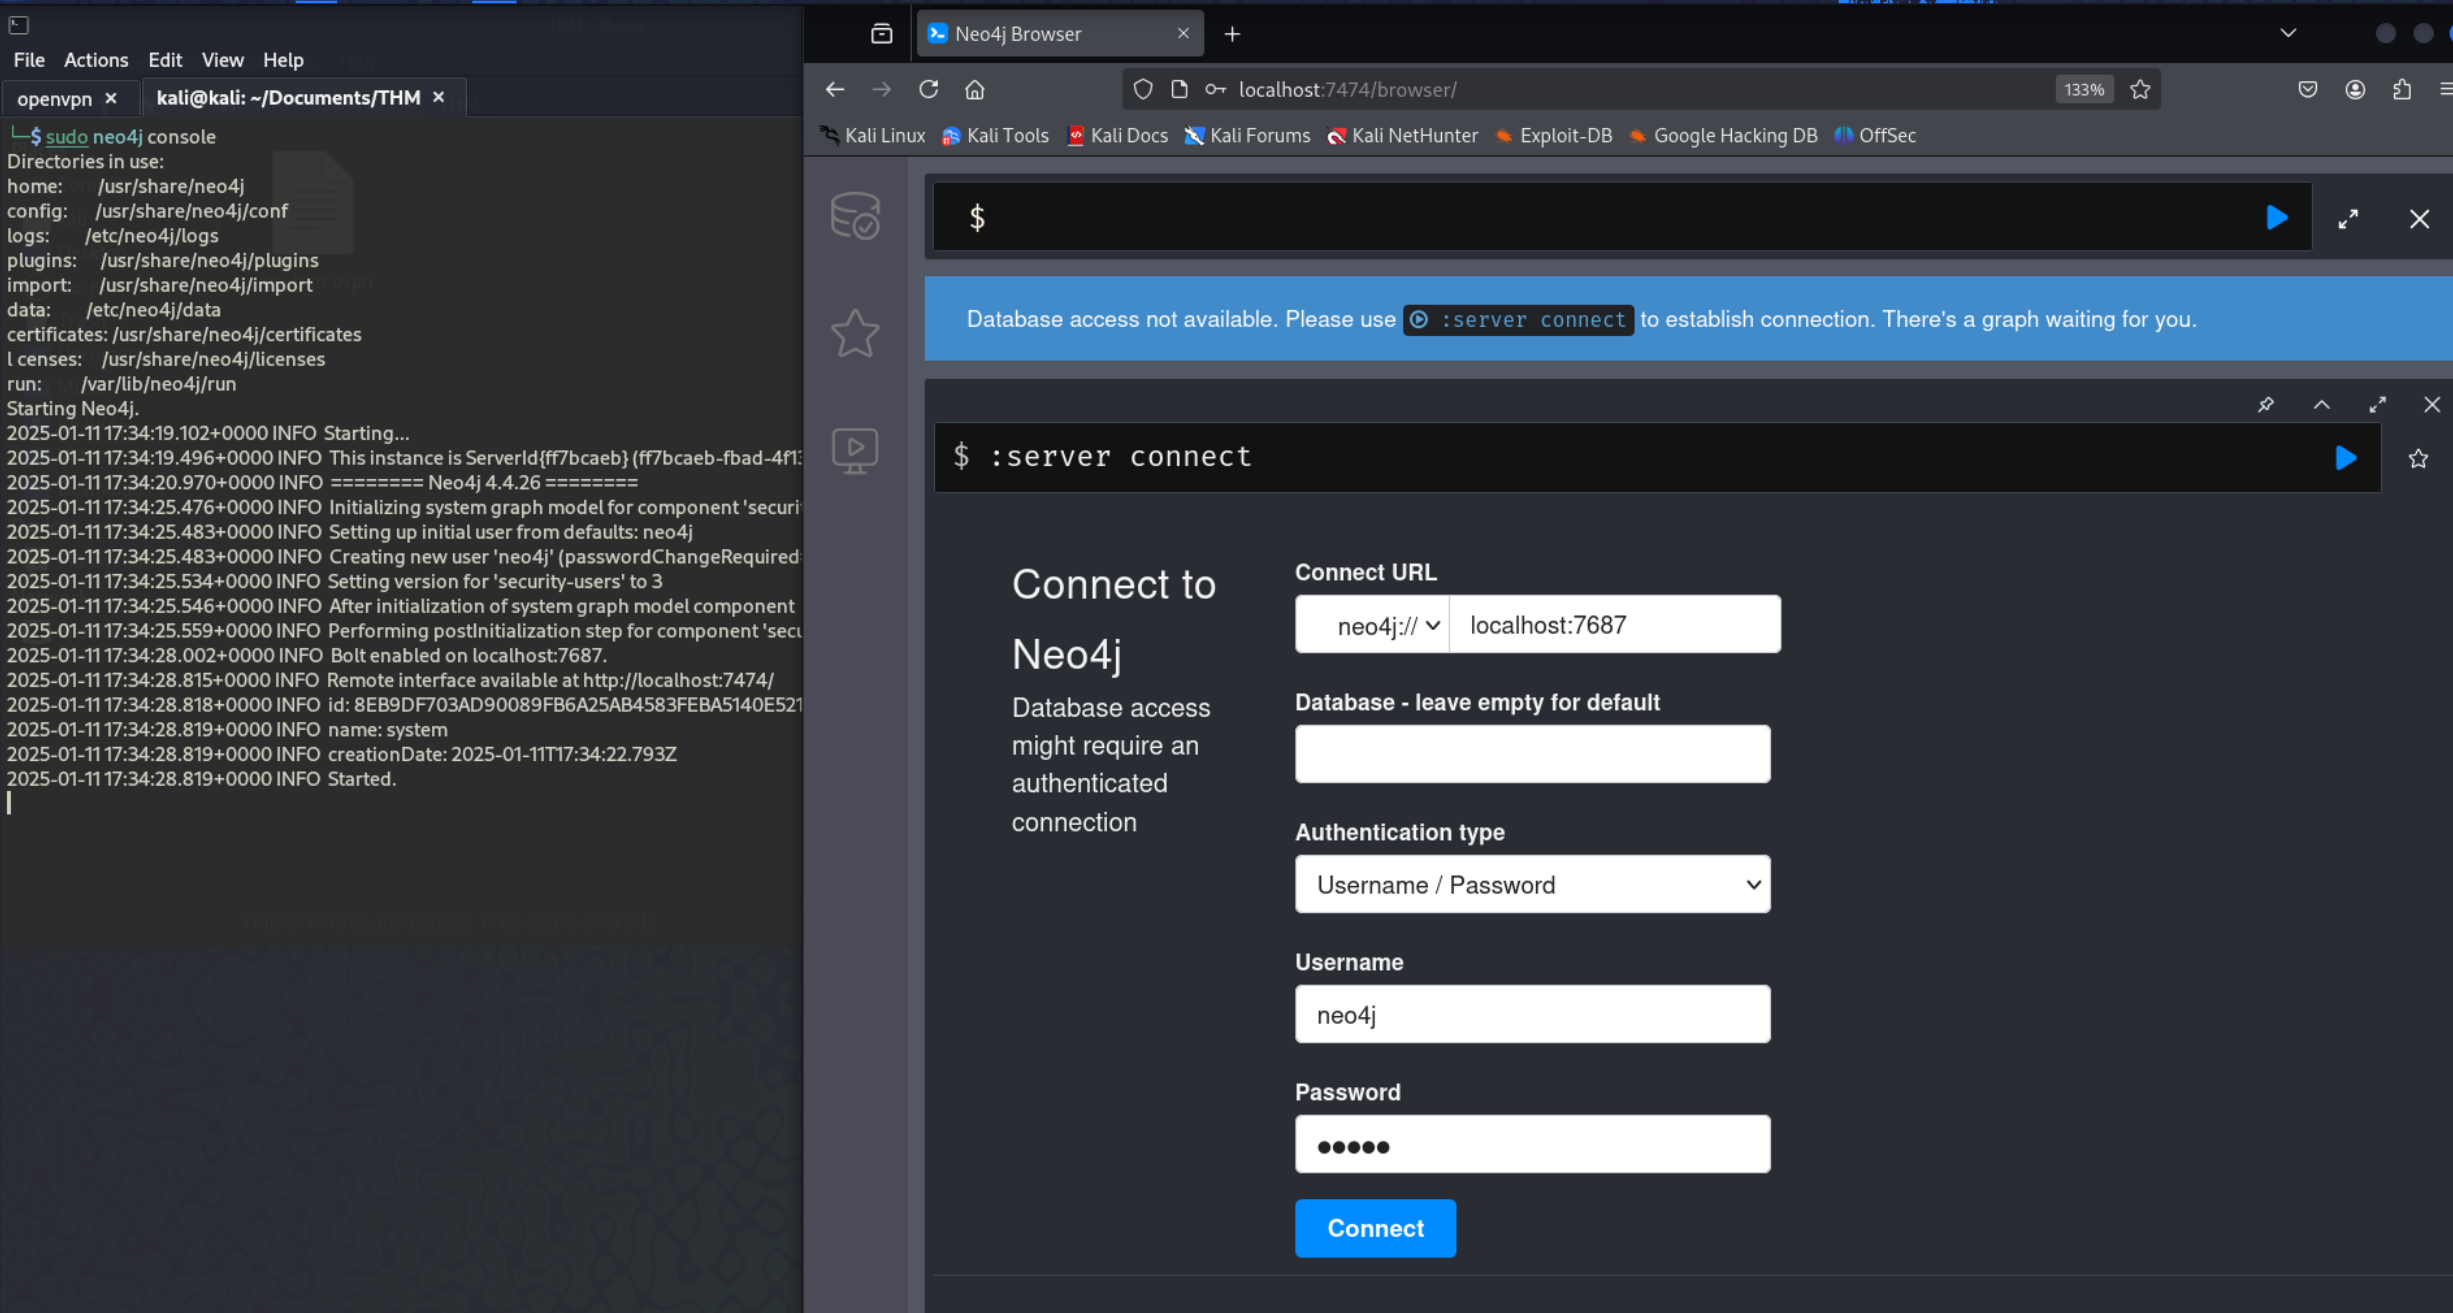 File Actions Edit View Help
openvpn × kali@kali: ~/Documents/THM ×
└─$ sudo neo4j console
Directories in use:
home: /usr/share/neo4j
config: /usr/share/neo4j/conf
logs: /etc/neo4j/logs
plugins: /usr/share/neo4j/plugins
import: /usr/share/neo4j/import
data: /etc/neo4j/data
certificates: /usr/share/neo4j/certificates
l censes: /usr/share/neo4j/licenses
run: /var/lib/neo4j/run
Starting Neo4j.
2025-01-11 17:34:19.102+0000 INFO Starting...
2025-01-11 17:34:19.496+0000 INFO This instance is ServerId{ff7bcaeb} (ff7bcaeb-fbad-4f13
2025-01-11 17:34:20.970+0000 INFO ======== Neo4j 4.4.26 ========
2025-01-11 17:34:25.476+0000 INFO Initializing system graph model for component 'securi
2025-01-11 17:34:25.483+0000 INFO Setting up initial user from defaults: neo4j
2025-01-11 17:34:25.483+0000 INFO Creating new user 'neo4j' (passwordChangeRequired=
2025-01-11 17:34:25.534+0000 INFO Setting version for 'security-users' to 3
2025-01-11 17:34:25.546+0000 INFO After initialization of system graph model component
2025-01-11 17:34:25.559+0000 INFO Performing postInitialization step for component 'secu
2025-01-11 17:34:28.002+0000 INFO Bolt enabled on localhost:7687.
2025-01-11 17:34:28.815+0000 INFO Remote interface available at http://localhost:7474/
2025-01-11 17:34:28.818+0000 INFO id: 8EB9DF703AD90089FB6A25AB4583FEBA5140E521
2025-01-11 17:34:28.819+0000 INFO name: system
2025-01-11 17:34:28.819+0000 INFO creationDate: 2025-01-11T17:34:22.793Z
2025-01-11 17:34:28.819+0000 INFO Started.
Neo4j Browser
localhost:7474/browser/ 133%
Kali Linux Kali Tools Kali Docs Kali Forums Kali NetHunter Exploit-DB Google Hacking DB OffSec
$
Database access not available. Please use :server connect to establish connection. There's a graph waiting for you.
$ :server connect
Connect to
Neo4j
Database access
might require an
authenticated
connection
Connect URL
neo4j:// localhost:7687
Database - leave empty for default
Authentication type
Username / Password
Username
neo4j
Password
•••••
Connect